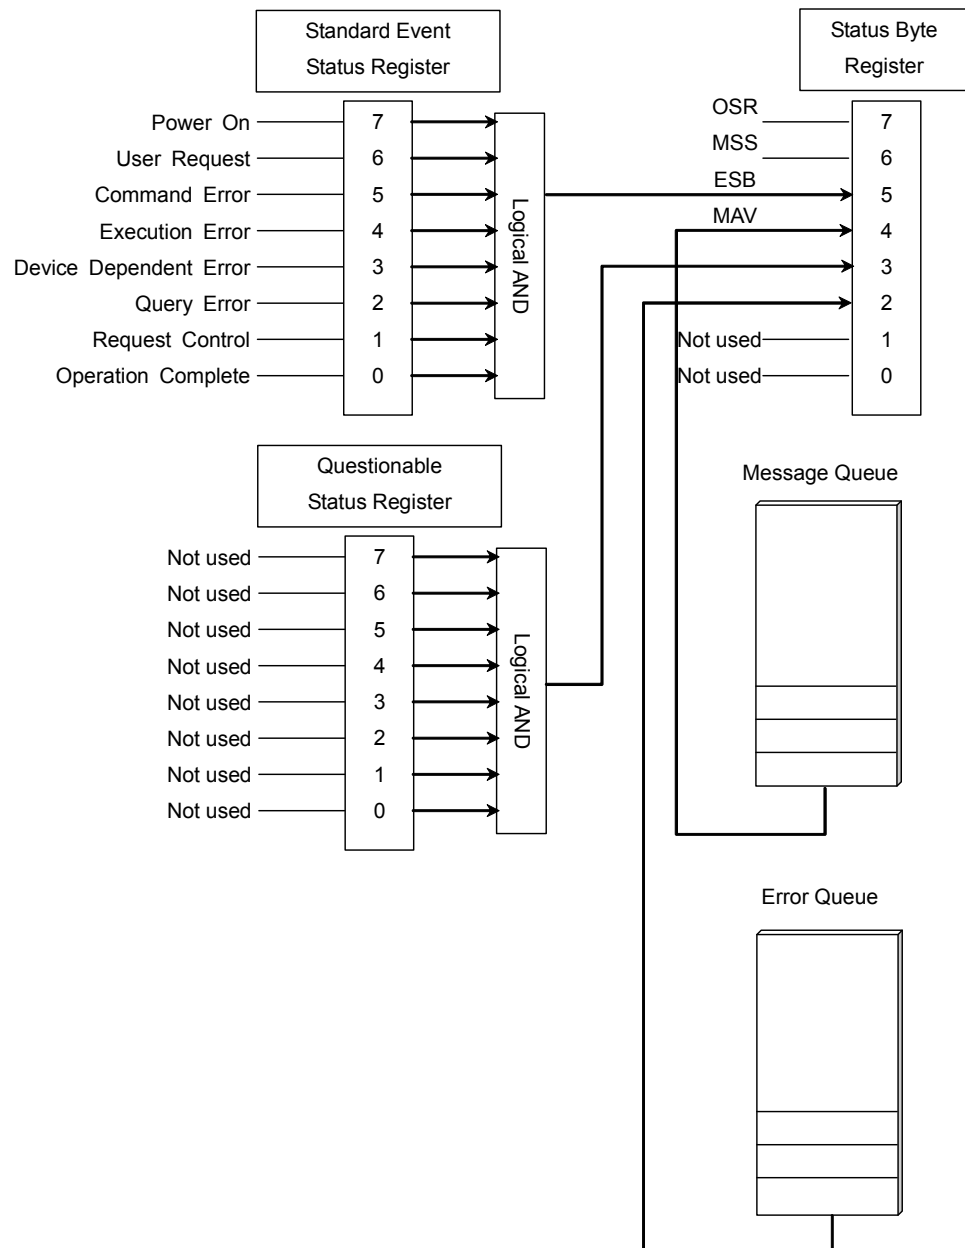 Standard Event
Status Register
Status Byte
Register
Power On 7
User Request 6
Command Error 5
Execution Error 4
Device Dependent Error 3
Query Error 2
Request Control 1
Operation Complete 0
Logical AND
OSR 7
MSS 6
ESB 5
MAV 4
3
2
Not used 1
Not used 0
Questionable
Status Register
Not used 7
Not used 6
Not used 5
Not used 4
Not used 3
Not used 2
Not used 1
Not used 0
Logical AND
Message Queue
Error Queue